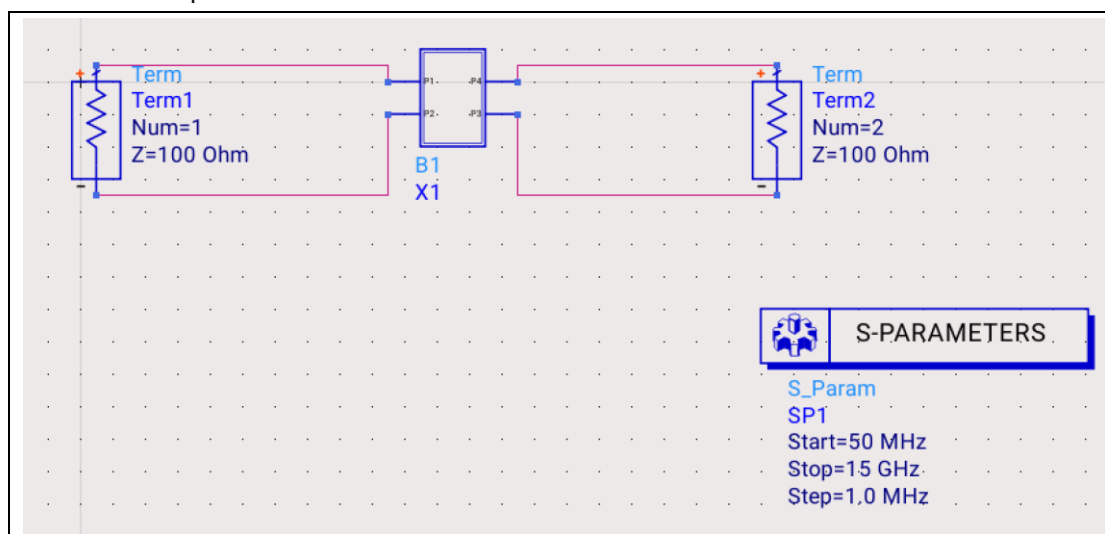 Term
Term1
Num=1
Z=100 Ohm
P1
P2
P4
P3
B1
X1
Term
Term2
Num=2
Z=100 Ohm
S-PARAMETERS
S_Param
SP1
Start=50 MHz
Stop=15 GHz
Step=1.0 MHz